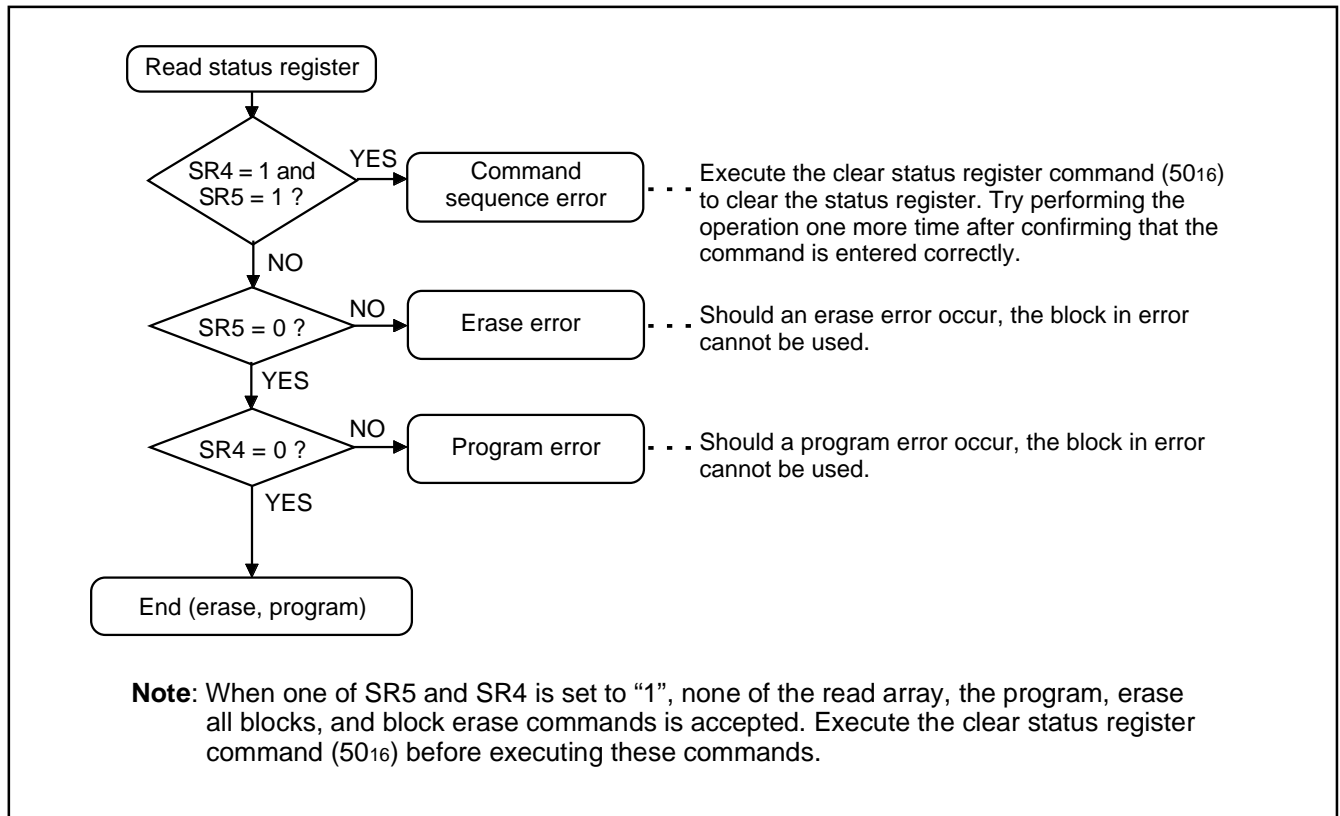 Read status register
SR4 = 1 and
SR5 = 1 ?
YES
Command
sequence error
Execute the clear status register command (5016)
to clear the status register. Try performing the
operation one more time after confirming that the
command is entered correctly.
NO
SR5 = 0 ?
NO
Erase error
Should an erase error occur, the block in error
cannot be used.
YES
SR4 = 0 ?
NO
Program error
Should a program error occur, the block in error
cannot be used.
YES
End (erase, program)
Note: When one of SR5 and SR4 is set to “1”, none of the read array, the program, erase
all blocks, and block erase commands is accepted. Execute the clear status register
command (5016) before executing these commands.